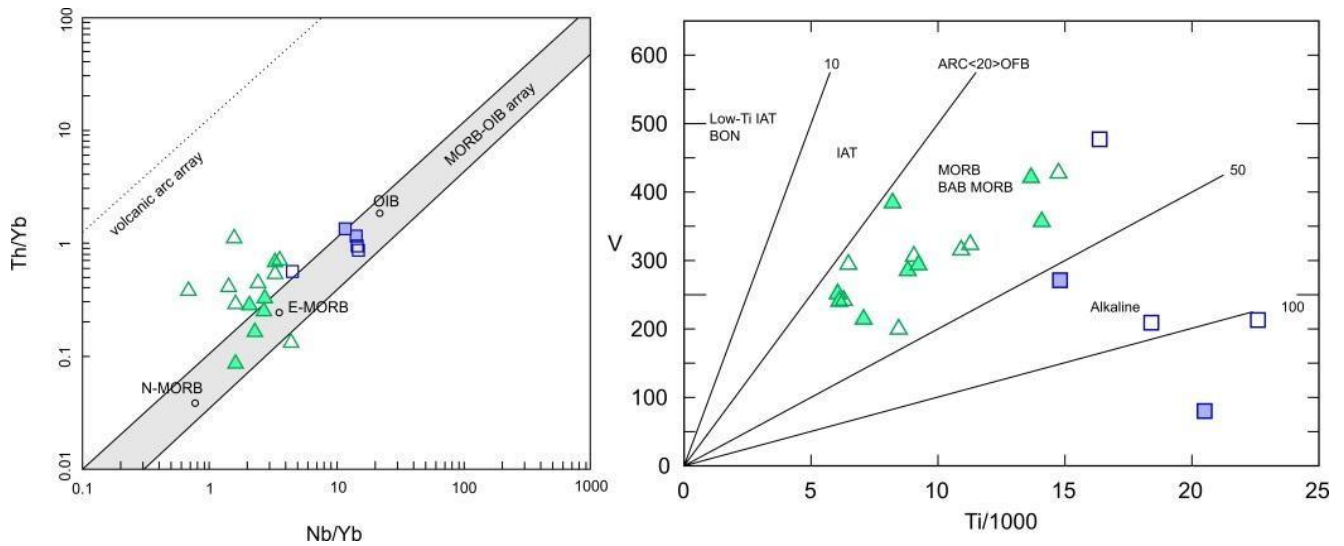 100
10
1
0.1
0.01
Th/Yb
volcanic arc array
MORB-OIB array
OIB
E-MORB
N-MORB
0.1
1
10
100
1000
Nb/Yb
600
500
400
300
200
100
0
V
10
ARC<20>OFB
Low-Ti IAT
BON
IAT
MORB
BAB MORB
50
Alkaline
100
0
5
10
15
20
25
Ti/1000